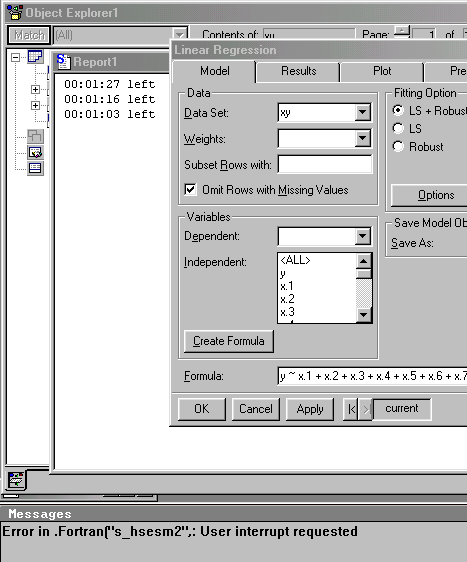 Object Explorer1
Match (All) Contents of: xy Page: 1 of
Report1
00:01:27 left
00:01:16 left
00:01:03 left
Linear Regression
Model Results Plot Pre
Data
Data Set: xy
Weights:
Subset Rows with:
Omit Rows with Missing Values
Variables
Dependent:
Independent: <ALL>
y
x.1
x.2
x.3
Create Formula
Formula: y ~ x.1 + x.2 + x.3 + x.4 + x.5 + x.6 + x.7
Fitting Option
LS + Robust
LS
Robust
Options
Save Model Ob
Save As:
OK Cancel Apply current
Messages
Error in .Fortran("s_hsesm2",: User interrupt requested